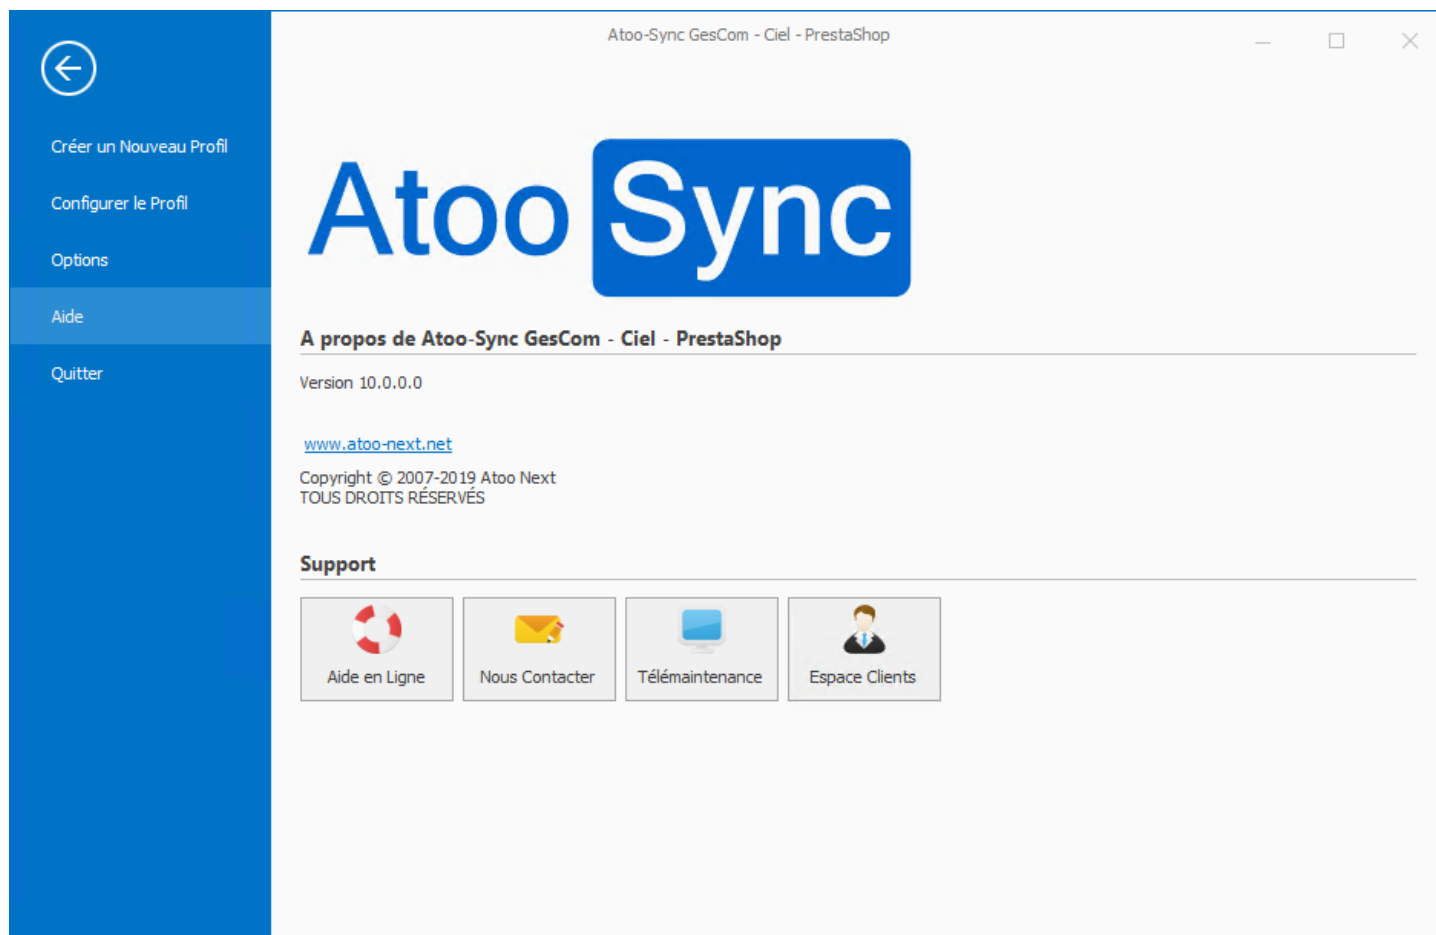 Atoo-Sync GesCom - Ciel - PrestaShop
Créer un Nouveau Profil
Configurer le Profil
Options
Aide
Quitter
Atoo Sync
A propos de Atoo-Sync GesCom - Ciel - PrestaShop
Version 10.0.0.0
www.atoo-next.net
Copyright © 2007-2019 Atoo Next
TOUS DROITS RÉSERVÉS
Support
Aide en Ligne
Nous Contacter
Télémaintenance
Espace Clients